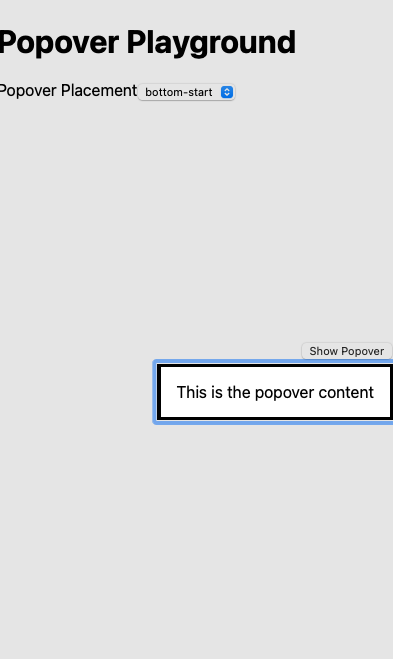 Popover Playground
Popover Placement bottom-start
Show Popover
This is the popover content